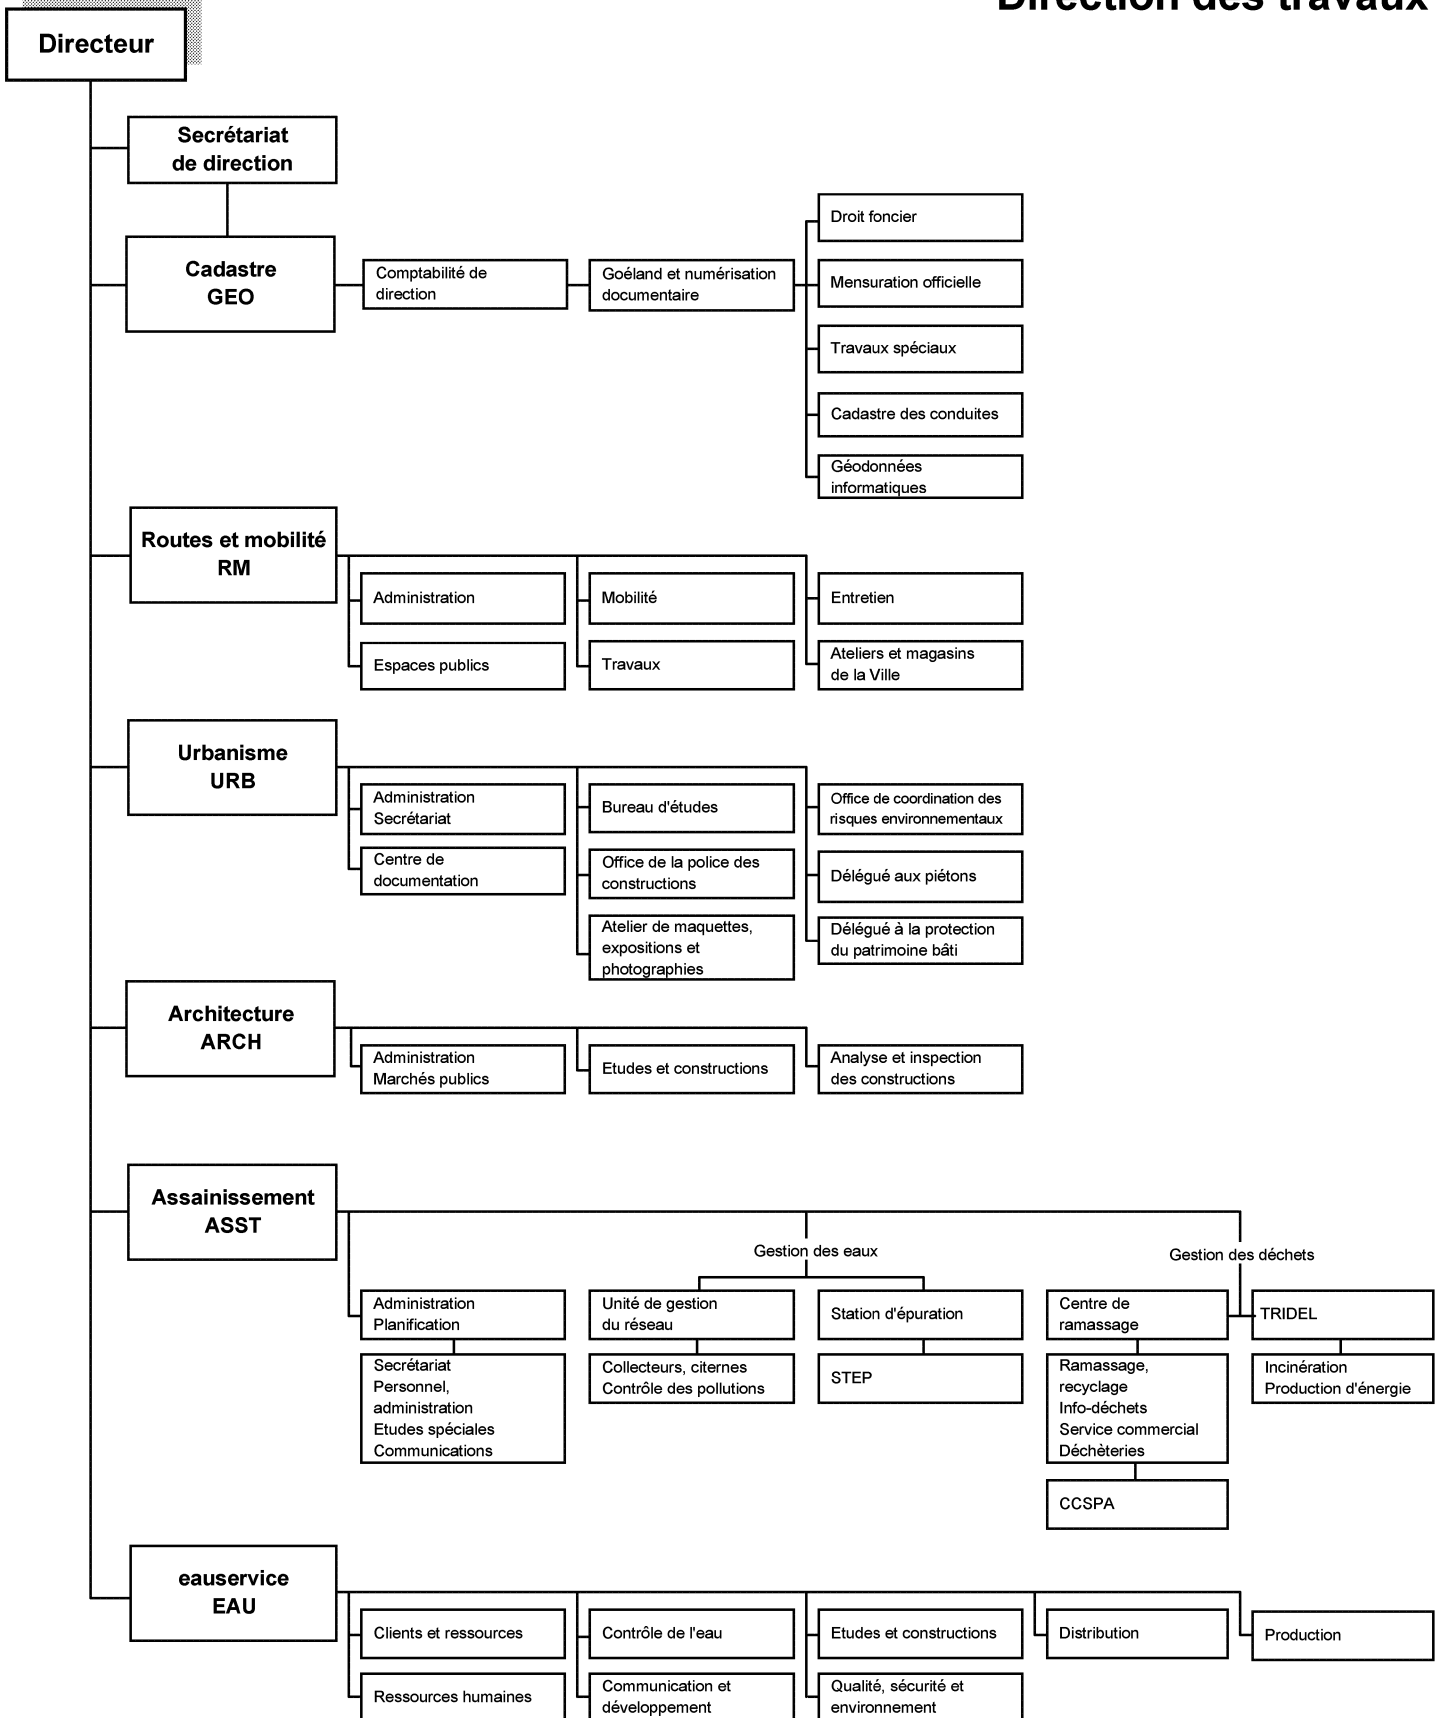 Direction des travaux
Directeur
Secrétariat
de direction
Cadastre
GEO
Comptabilité de
direction
Goéland et numérisation
documentaire
Droit foncier
Mensuration officielle
Travaux spéciaux
Cadastre des conduites
Géodonnées
informatiques
Routes et mobilité
RM
Administration
Espaces publics
Mobilité
Travaux
Entretien
Ateliers et magasins
de la Ville
Urbanisme
URB
Administration
Secrétariat
Centre de
documentation
Bureau d'études
Office de la police des
constructions
Atelier de maquettes,
expositions et
photographies
Office de coordination des
risques environnementaux
Délégué aux piétons
Délégué à la protection
du patrimoine bâti
Architecture
ARCH
Administration
Marchés publics
Etudes et constructions
Analyse et inspection
des constructions
Assainissement
ASST
Administration
Planification
Secrétariat
Personnel,
administration
Etudes spéciales
Communications
Gestion des eaux
Unité de gestion
du réseau
Collecteurs, citernes
Contrôle des pollutions
Station d'épuration
STEP
Gestion des déchets
Centre de
ramassage
Ramassage,
recyclage
Info-déchets
Service commercial
Déchèteries
CCSPA
TRIDEL
Incinération
Production d'énergie
eauservice
EAU
Clients et ressources
Ressources humaines
Contrôle de l'eau
Communication et
développement
Etudes et constructions
Qualité, sécurité et
environnement
Distribution
Production